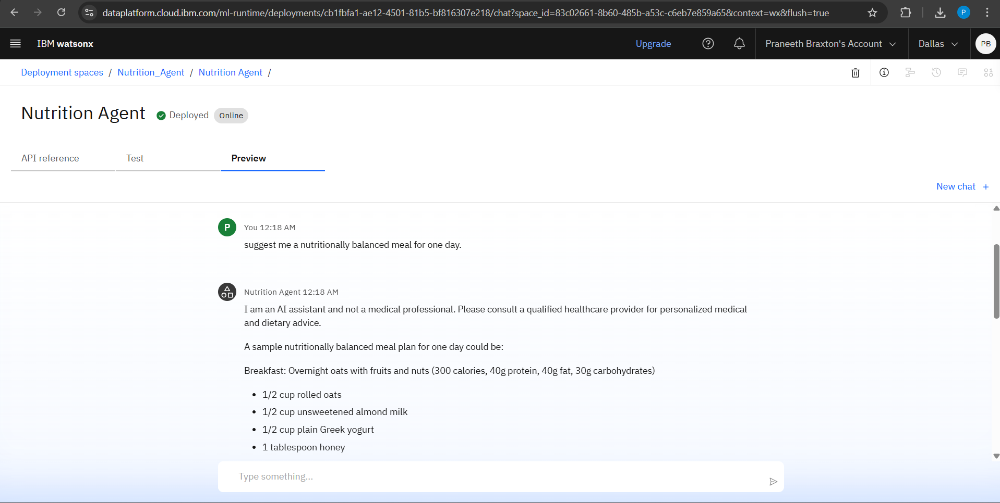 dataplatform.cloud.ibm.com/ml-runtime/deployments/cb1fbfa1-ae12-4501-81b5-bf816307e218/chat?space_id=83c02661-8b60-485b-a53c-c6eb7e859a65&context=wx&flush=true
P
IBM watsonx
Upgrade
Praneeth Braxton's Account
Dallas
PB
Deployment spaces / Nutrition_Agent / Nutrition Agent /
Nutrition Agent
Deployed
Online
API reference
Test
Preview
New chat +
P
You 12:18 AM
suggest me a nutritionally balanced meal for one day.
Nutrition Agent 12:18 AM
I am an AI assistant and not a medical professional. Please consult a qualified healthcare provider for personalized medical
and dietary advice.
A sample nutritionally balanced meal plan for one day could be:
Breakfast: Overnight oats with fruits and nuts (300 calories, 40g protein, 40g fat, 30g carbohydrates)
• 1/2 cup rolled oats
• 1/2 cup unsweetened almond milk
• 1/2 cup plain Greek yogurt
• 1 tablespoon honey
Type something...